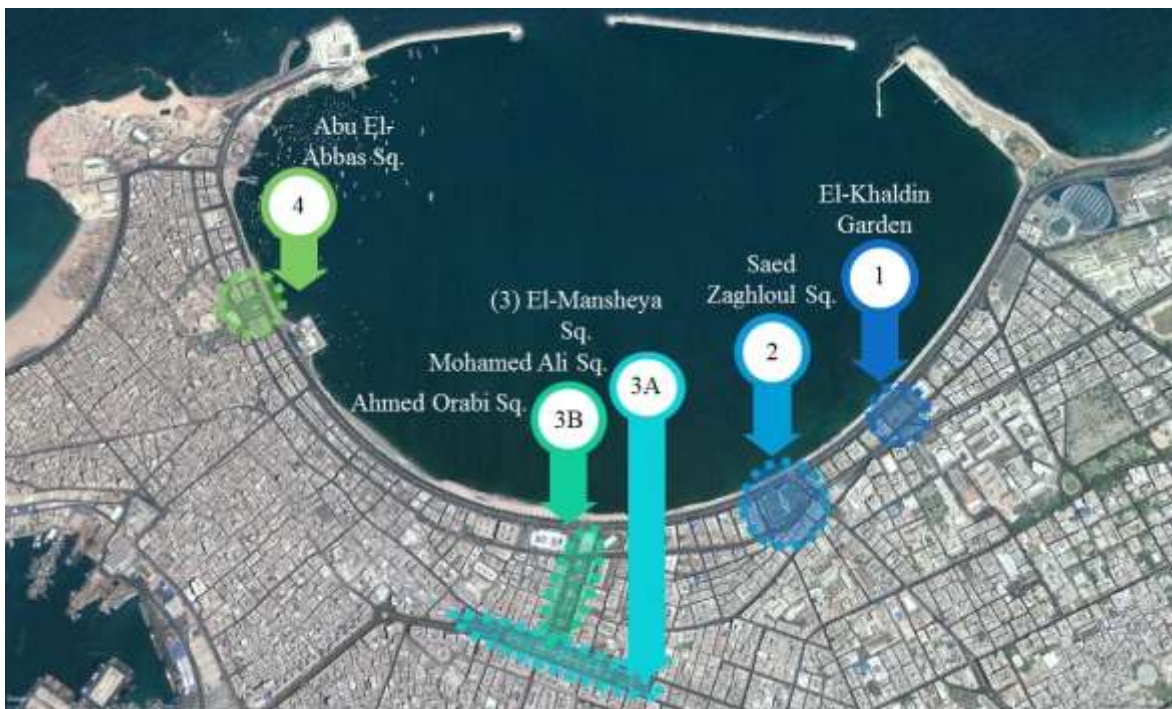 Abu El-
Abbas Sq.
4
El-Khaldin
Garden
1
Saed
Zaghloul Sq.
2
(3) El-Mansheya
Sq.
Mohamed Ali Sq.
3A
Ahmed Orabi Sq.
3B